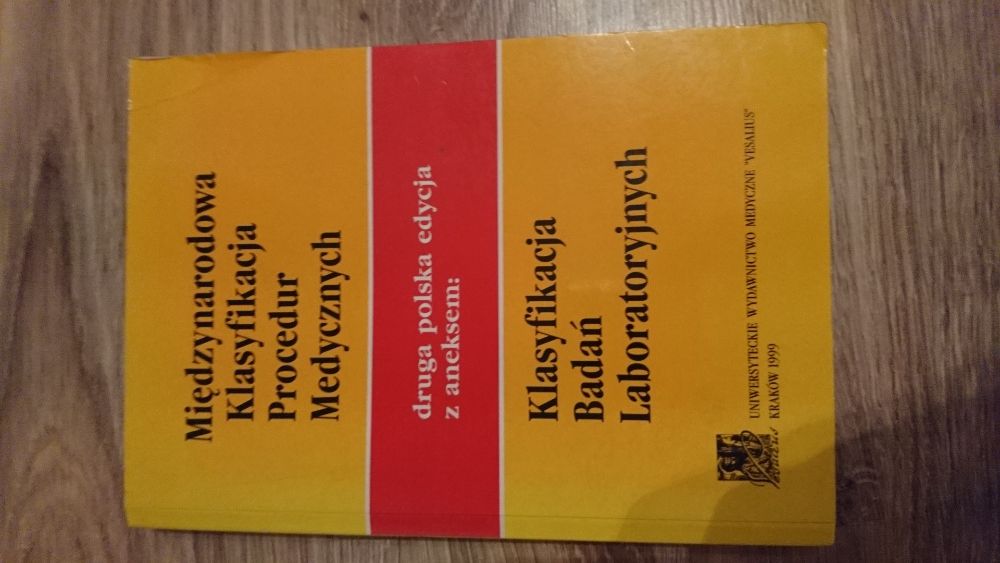 Międzynarodowa
Klasyfikacja
Procedur
Medycznych
druga polska edycja
z aneksem:
Klasyfikacja
Badań
Laboratoryjnych
UNIWERSYTECKIE WYDAWNICTWO MEDYCZNE "VESALIUS"
KRAKÓW 1999